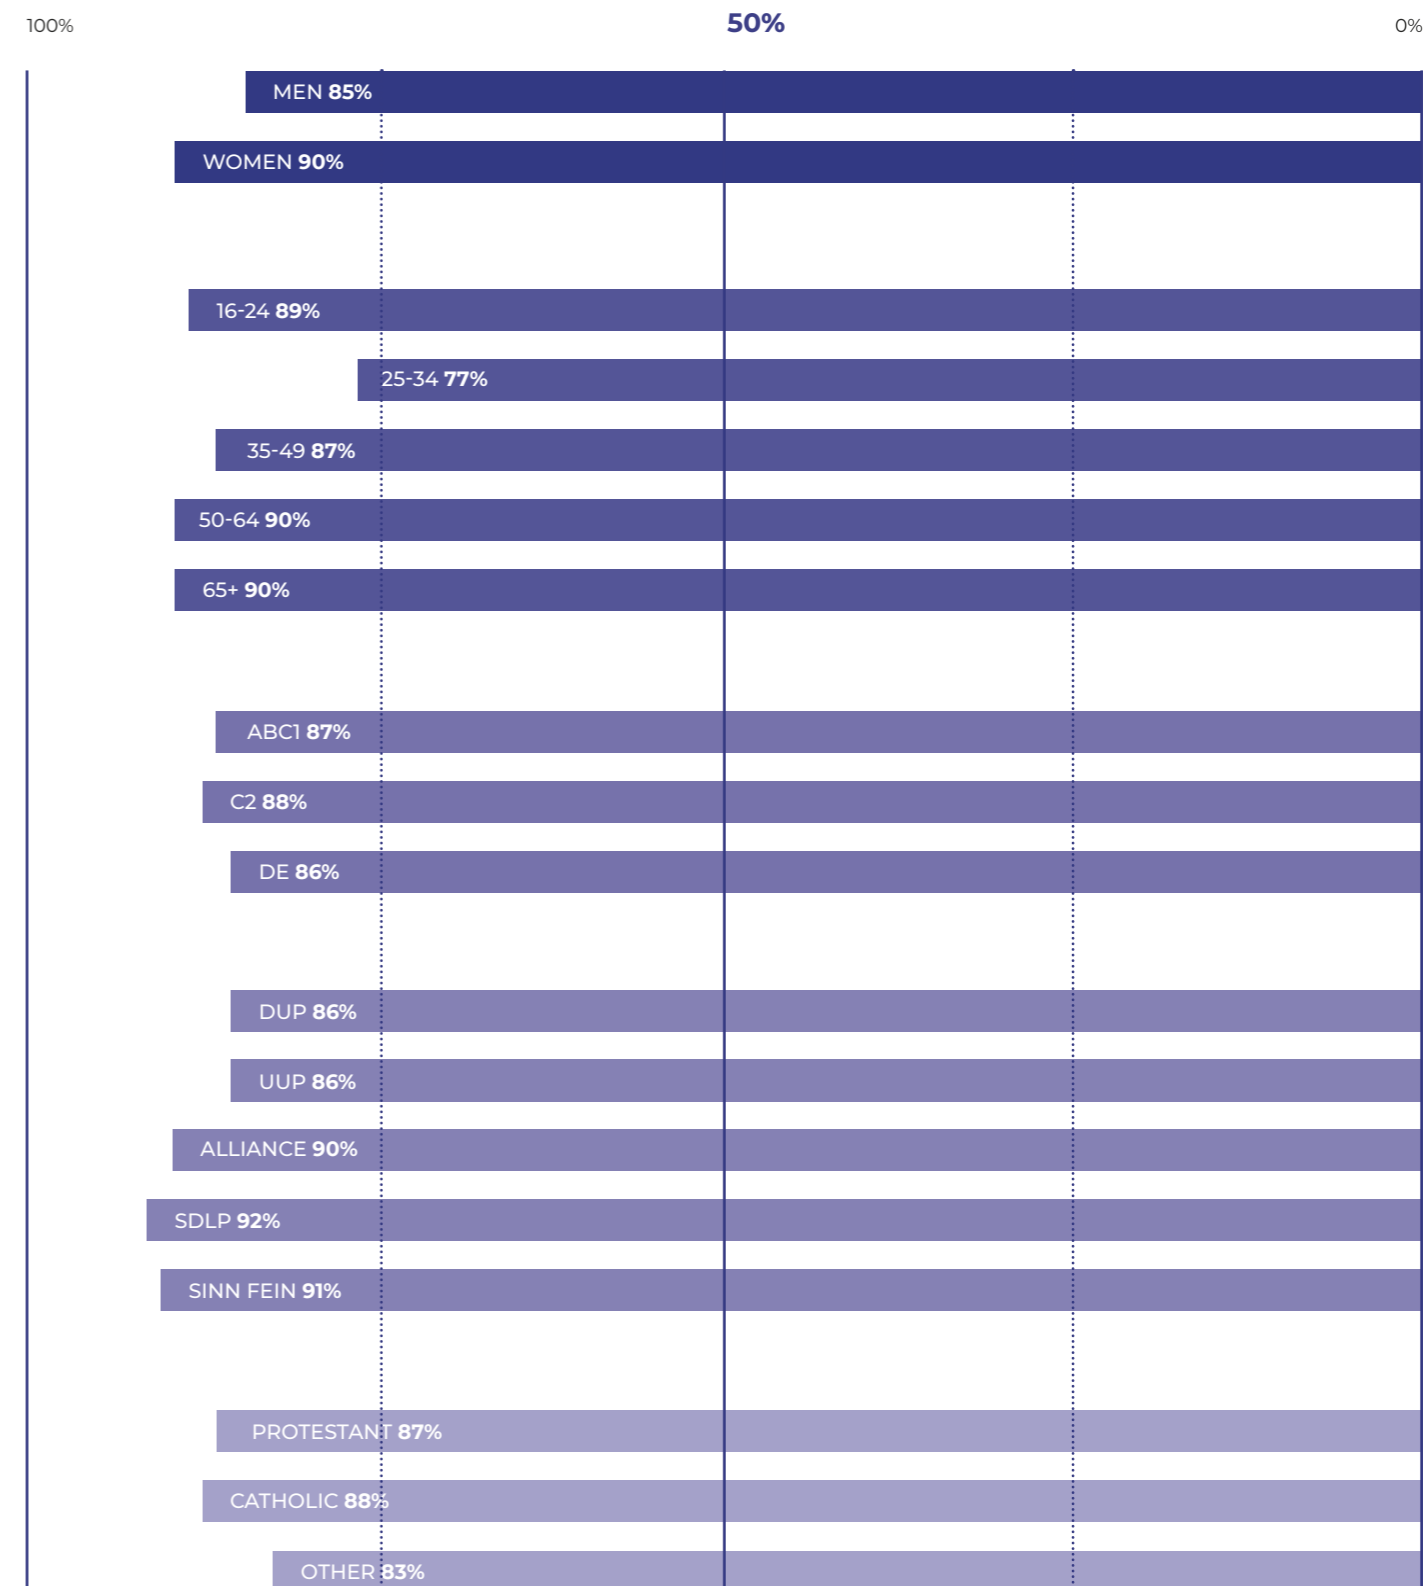 100% 50% 0%
MEN 85%
WOMEN 90%
16-24 89%
25-34 77%
35-49 87%
50-64 90%
65+ 90%
ABC1 87%
C2 88%
DE 86%
DUP 86%
UUP 86%
ALLIANCE 90%
SDLP 92%
SINN FEIN 91%
PROTESTANT 87%
CATHOLIC 88%
OTHER 83%